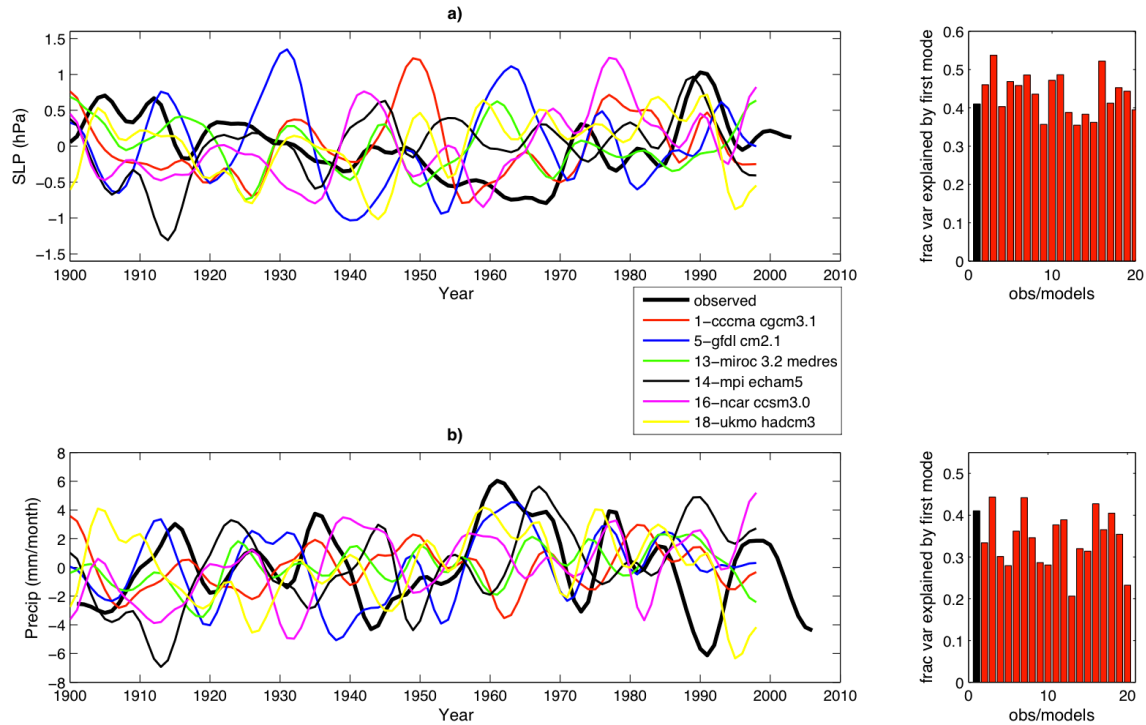 a)
SLP (hPa)
1.5
1
0.5
0
-0.5
-1
-1.5
1900 1910 1920 1930 1940 1950 1960 1970 1980 1990 2000 2010
Year
frac var explained by first mode
0.6
0.5
0.4
0.3
0.2
0.1
0
0 10 20
obs/models
observed
1-cccma cgcm3.1
5-gfdl cm2.1
13-miroc 3.2 medres
14-mpi echam5
16-ncar ccsm3.0
18-ukmo hadcm3
b)
Precip (mm/month)
8
6
4
2
0
-2
-4
-6
-8
1900 1910 1920 1930 1940 1950 1960 1970 1980 1990 2000 2010
Year
frac var explained by first mode
0.5
0.4
0.3
0.2
0.1
0
0 10 20
obs/models